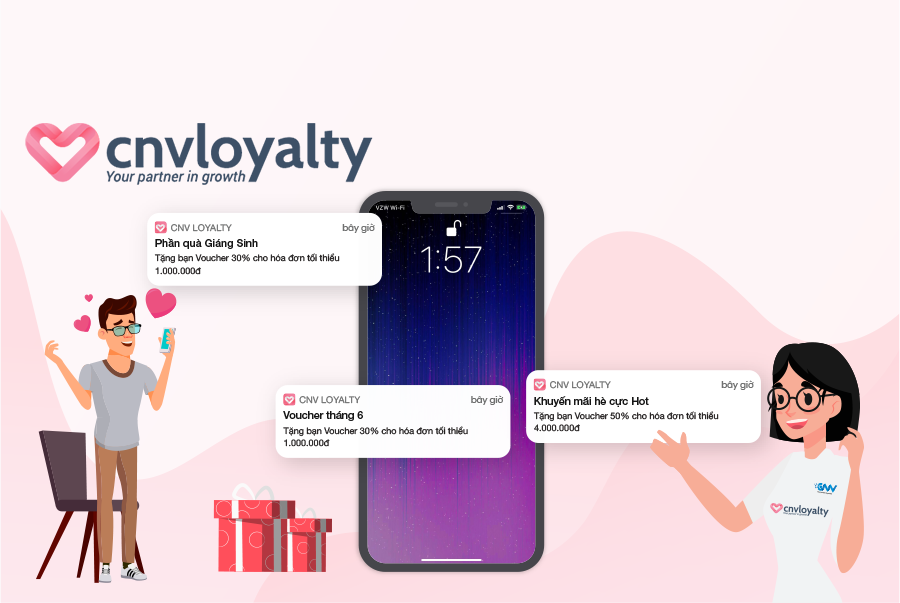 cnvloyalty
Your partner in growth
VZW Wi-Fi
CNV LOYALTY
bây giờ
Phần quà Giáng Sinh
Tặng bạn Voucher 30% cho hóa đơn tối thiểu
1.000.000đ
1:57
CNV LOYALTY
bây giờ
Voucher tháng 6
Tặng bạn Voucher 30% cho hóa đơn tối thiểu
1.000.000đ
CNV LOYALTY
bây giờ
Khuyến mãi hè cực Hot
Tặng bạn Voucher 50% cho hóa đơn tối thiểu
4.000.000đ
CNV
cnvloyalty